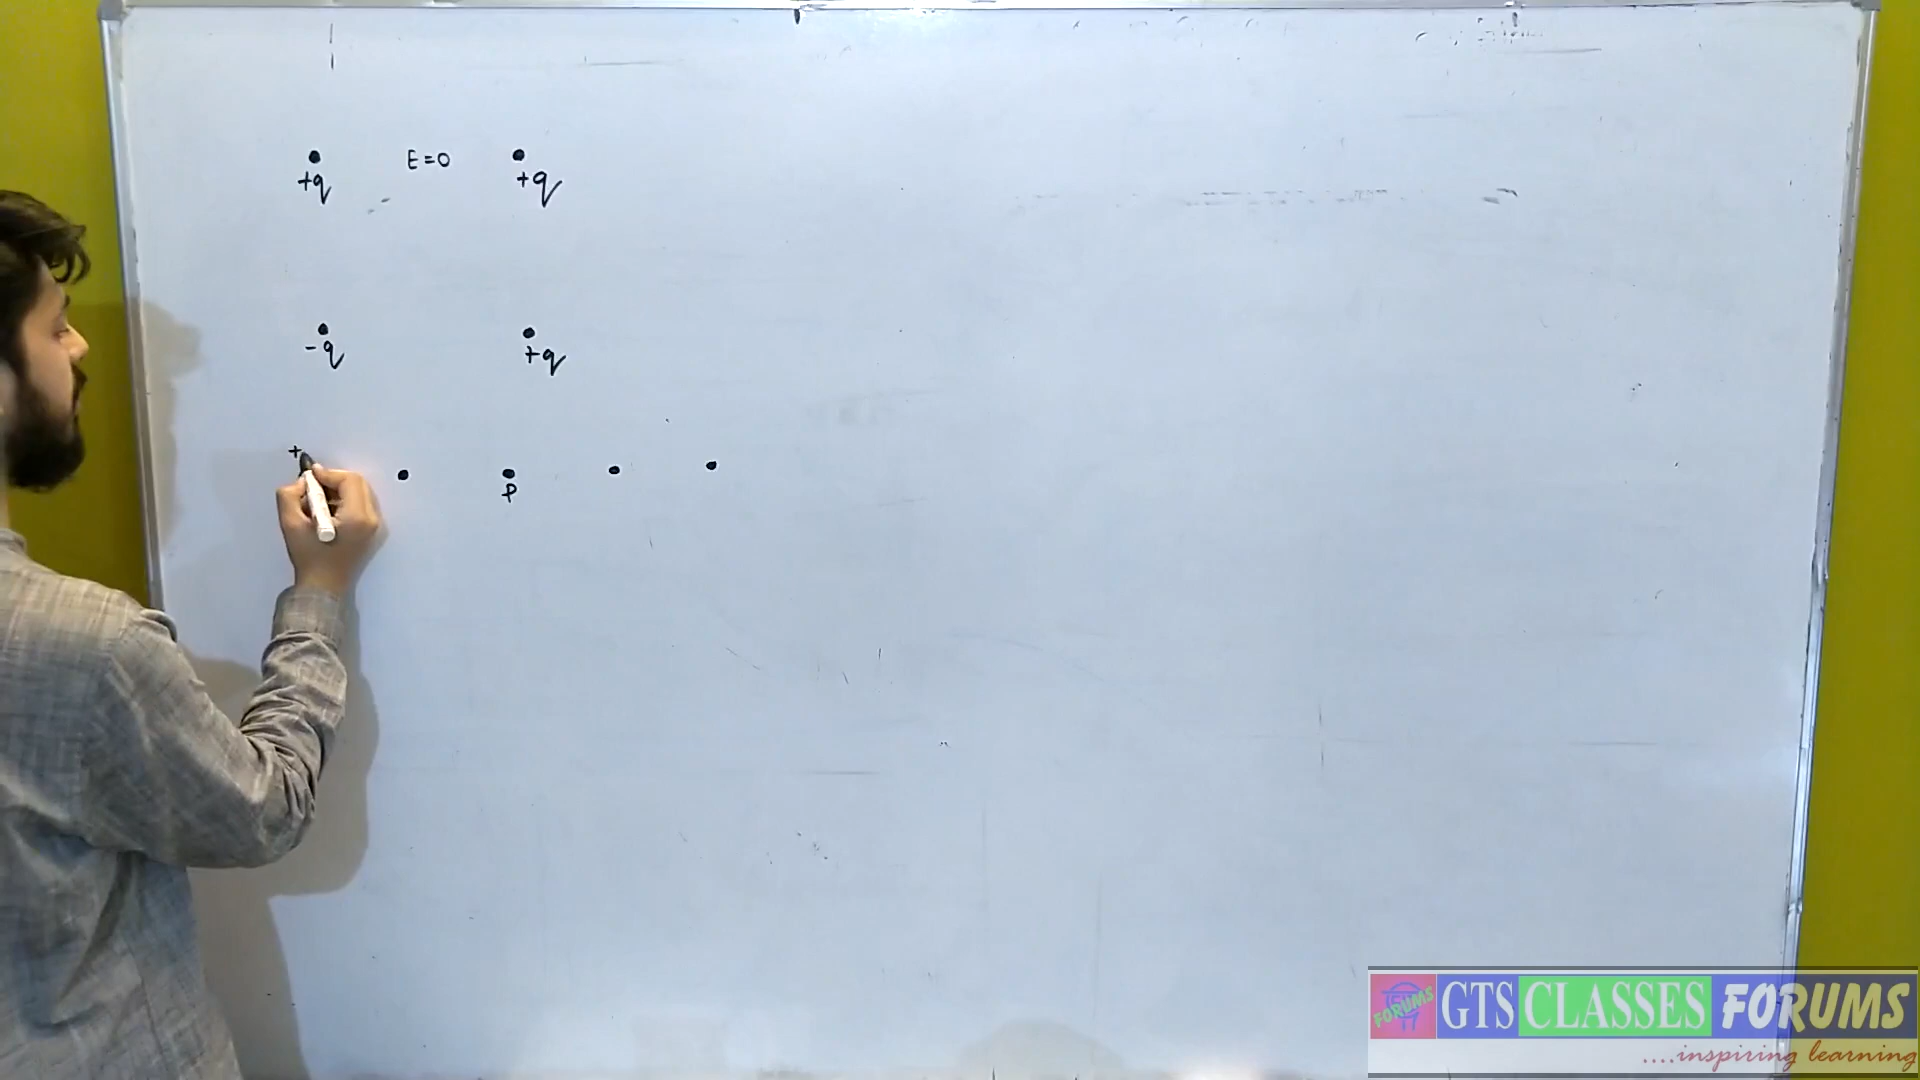 +q E=0 +q
-q +q
+
P
FORUMS GTS CLASSES FORUMS
....inspiring learning